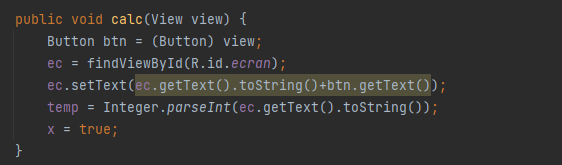 public void calc(View view) {
Button btn = (Button) view;
ec = findViewById(R.id.ecran);
ec.setText(ec.getText().toString()+btn.getText());
temp = Integer.parseInt(ec.getText().toString());
x = true;
}